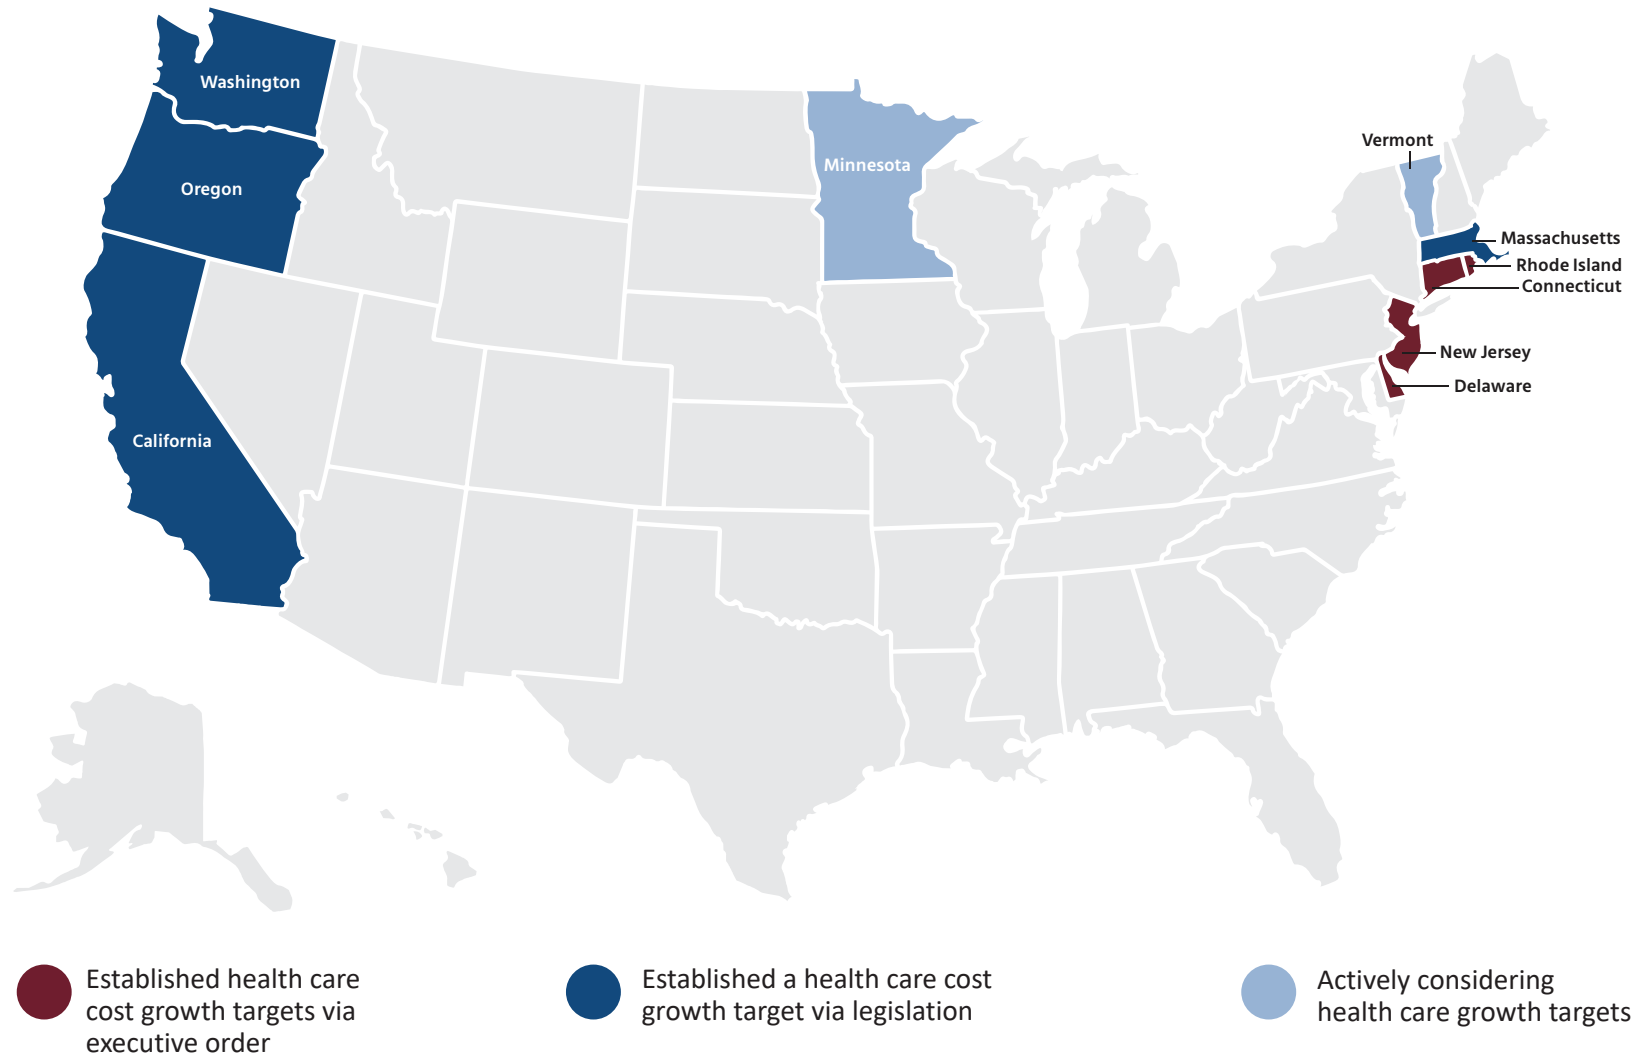 Washington
Oregon
California
Minnesota
Vermont
Massachusetts
Rhode Island
Connecticut
New Jersey
Delaware
Established health care
cost growth targets via
executive order
Established a health care cost
growth target via legislation
Actively considering
health care growth targets